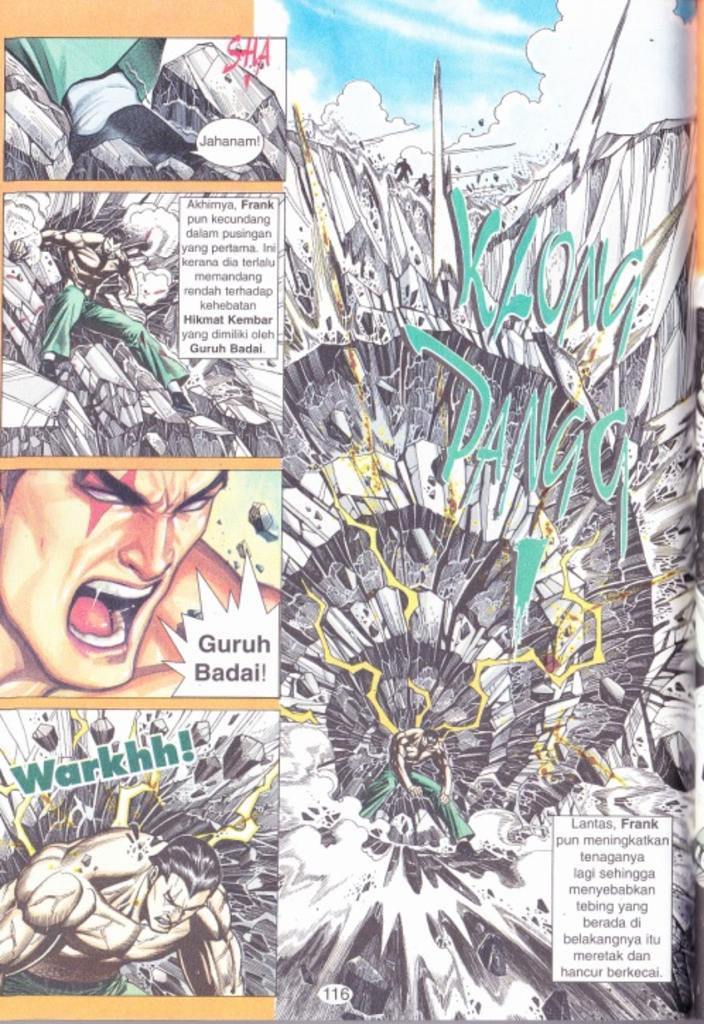 SHA!
Jahanam!
Akhirnya, Frank
pun kecundang
dalam pusingan
yang pertama. Ini
kerana dia terlalu
memandang
rendah terhadap
kehebatan
Hikmat Kembar
yang dimiliki oleh
Guruh Badai.
Guruh
Badai!
Warkhh!
KLONG
PANGG
!
Lantas, Frank
pun meningkatkan
tenaganya
lagi sehingga
menyebabkan
tebing yang
berada di
belakangnya itu
meretak dan
hancur berkecai.
116